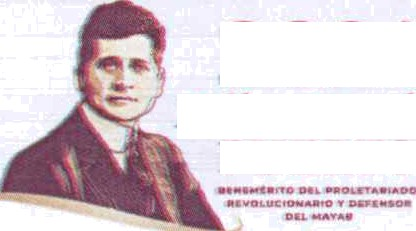 BENEMÉRITO DEL PROLETARIADO
REVOLUCIONARIO Y DEFENSOR
DEL MAYAB